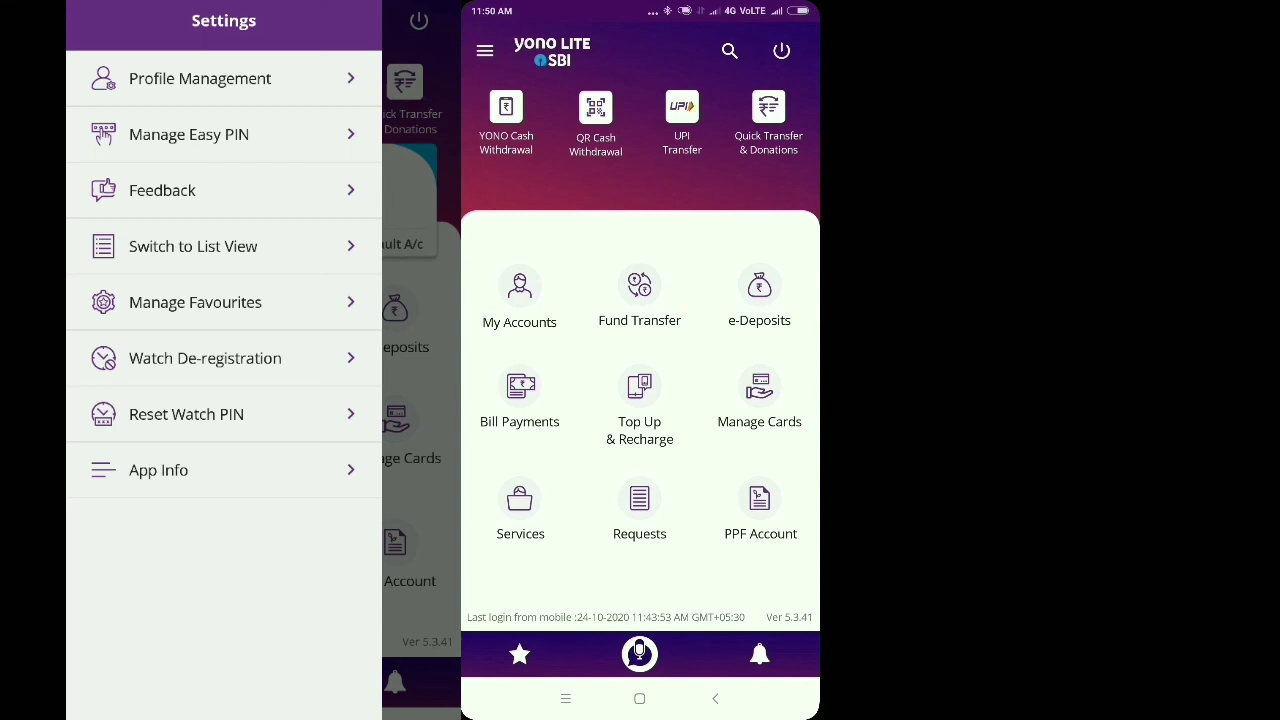 Settings
Profile Management
Manage Easy PIN
Feedback
Switch to List View
Manage Favourites
Watch De-registration
Reset Watch PIN
App Info
ick Transfer
Donations
ult A/c
eposits
ge Cards
Account
Ver 5.3.41
11:50 AM
4G VoLTE
yono LITE
SBI
YONO Cash
Withdrawal
QR Cash
Withdrawal
UPI
UPI
Transfer
Quick Transfer
& Donations
My Accounts
Fund Transfer
e-Deposits
Bill Payments
Top Up
& Recharge
Manage Cards
Services
Requests
PPF Account
Last login from mobile :24-10-2020 11:43:53 AM GMT+05:30
Ver 5.3.41